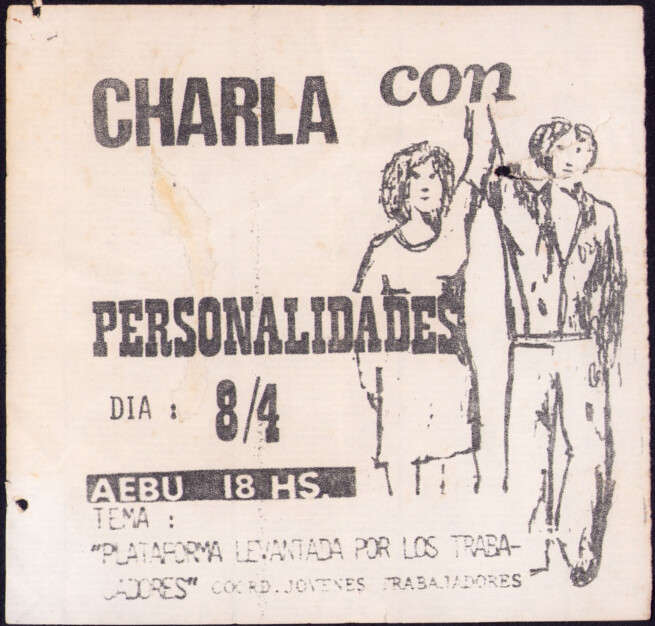 CHARLA con
PERSONALIDADES
DIA : 8/4
AEBU 18 HS.
TEMA :
"PLATAFORMA LEVANTADA POR LOS TRABA-
JADORES" COORD. JOVENES TRABAJADORES